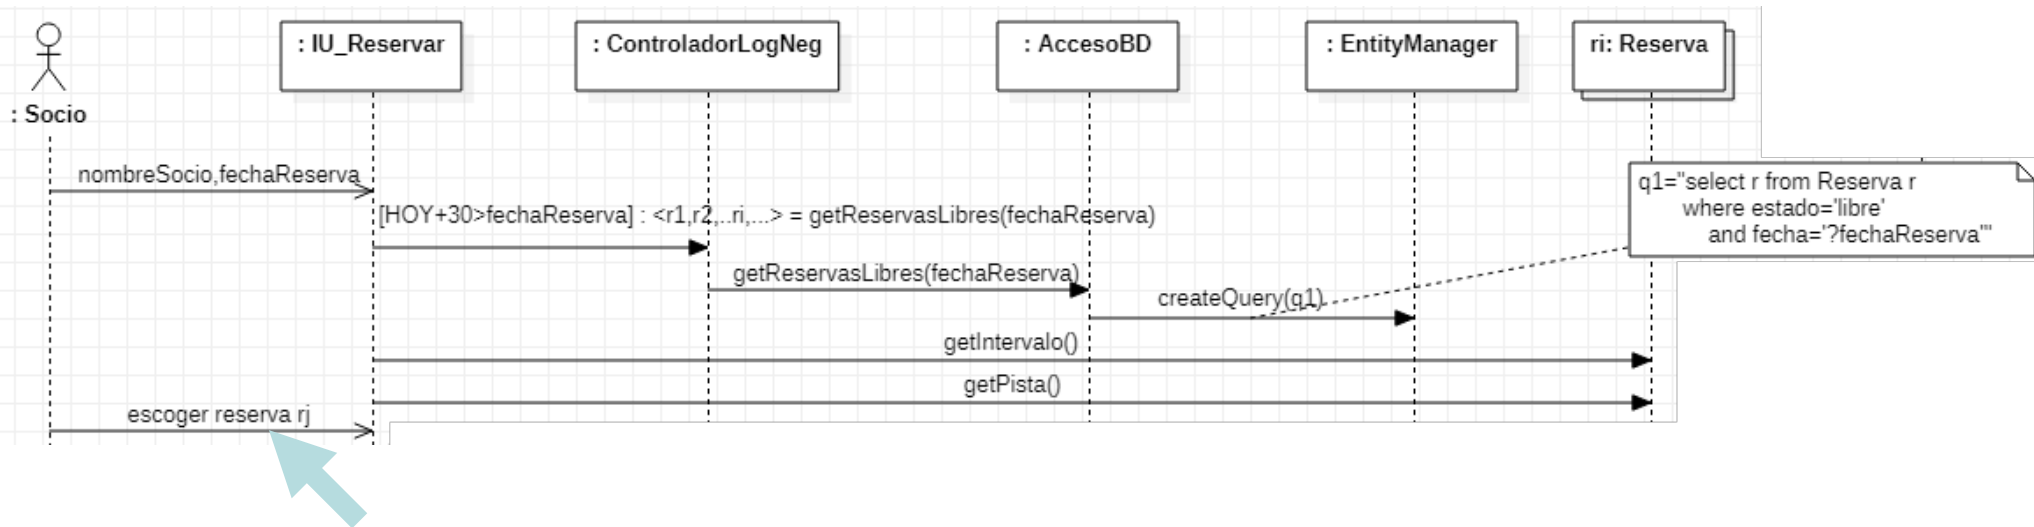 : IU_Reservar
: ControladorLogNeg
: AccesoBD
: EntityManager
ri: Reserva
: Socio
nombreSocio,fechaReserva
q1="select r from Reserva r
where estado='libre'
and fecha='?fechaReserva'"
[HOY+30>fechaReserva] : <r1,r2,..ri,...> = getReservasLibres(fechaReserva)
getReservasLibres(fechaReserva)
createQuery(q1)
getIntervalo()
getPista()
escoger reserva rj